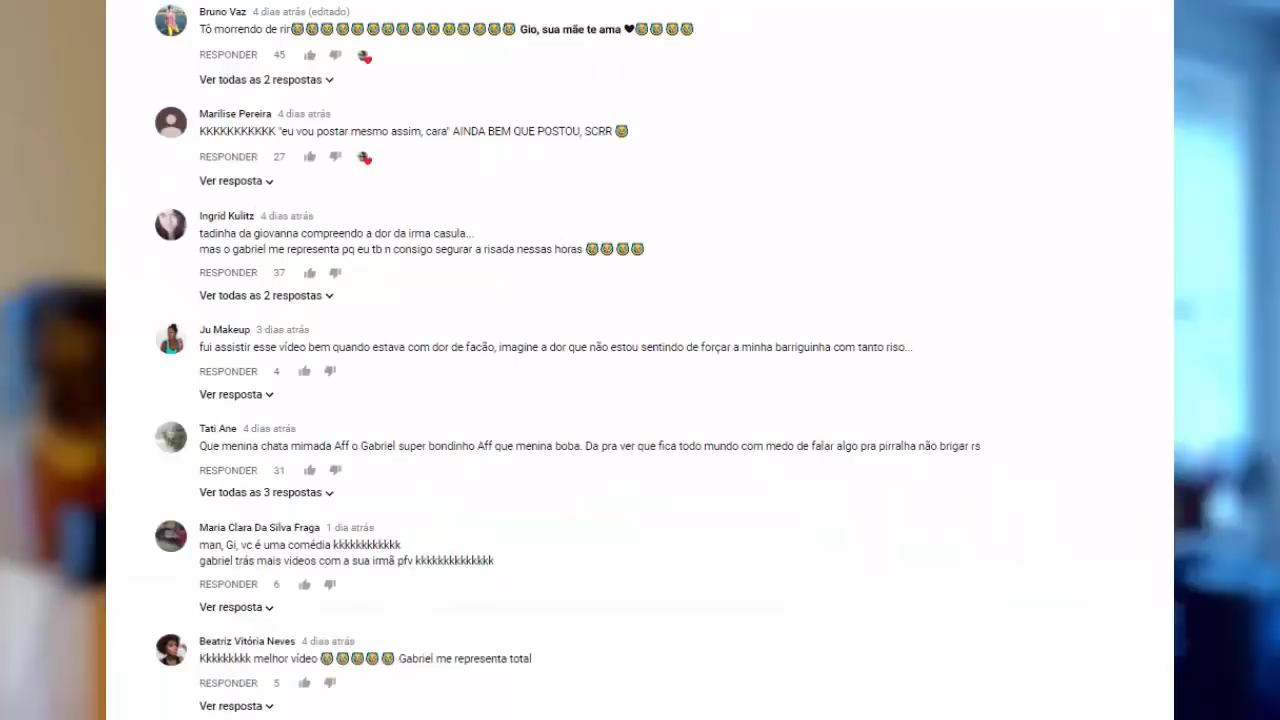 Bruno Vaz 4 dias atrás (editado)
Tô morrendo de rir😂😂😂😂😂😂😂😂😂😂😂😂😂😂😂 Gio, sua mãe te ama ♥😂😂😂😂
RESPONDER 45
Ver todas as 2 respostas
Marilise Pereira 4 dias atrás
KKKKKKKKKKK "eu vou postar mesmo assim, cara" AINDA BEM QUE POSTOU, SCRR 😂
RESPONDER 27
Ver resposta
Ingrid Kulitz 4 dias atrás
tadinha da giovanna compreendo a dor da irma casula...
mas o gabriel me representa pq eu tb n consigo segurar a risada nessas horas 😂😂😂😂
RESPONDER 37
Ver todas as 2 respostas
Ju Makeup 3 dias atrás
fui assistir esse vídeo bem quando estava com dor de facão, imagine a dor que não estou sentindo de forçar a minha barriguinha com tanto riso...
RESPONDER 4
Ver resposta
Tati Ane 4 dias atrás
Que menina chata mimada Aff o Gabriel super bondinho Aff que menina boba. Da pra ver que fica todo mundo com medo de falar algo pra pirralha não brigar rs
RESPONDER 31
Ver todas as 3 respostas
Maria Clara Da Silva Fraga 1 dia atrás
man, Gi, vc é uma comédia kkkkkkkkkkkk
gabriel trás mais videos com a sua irmã pfv kkkkkkkkkkkkkk
RESPONDER 6
Ver resposta
Beatriz Vitória Neves 4 dias atrás
Kkkkkkkkk melhor vídeo 😂😂😂😂😂 Gabriel me representa total
RESPONDER 5
Ver resposta